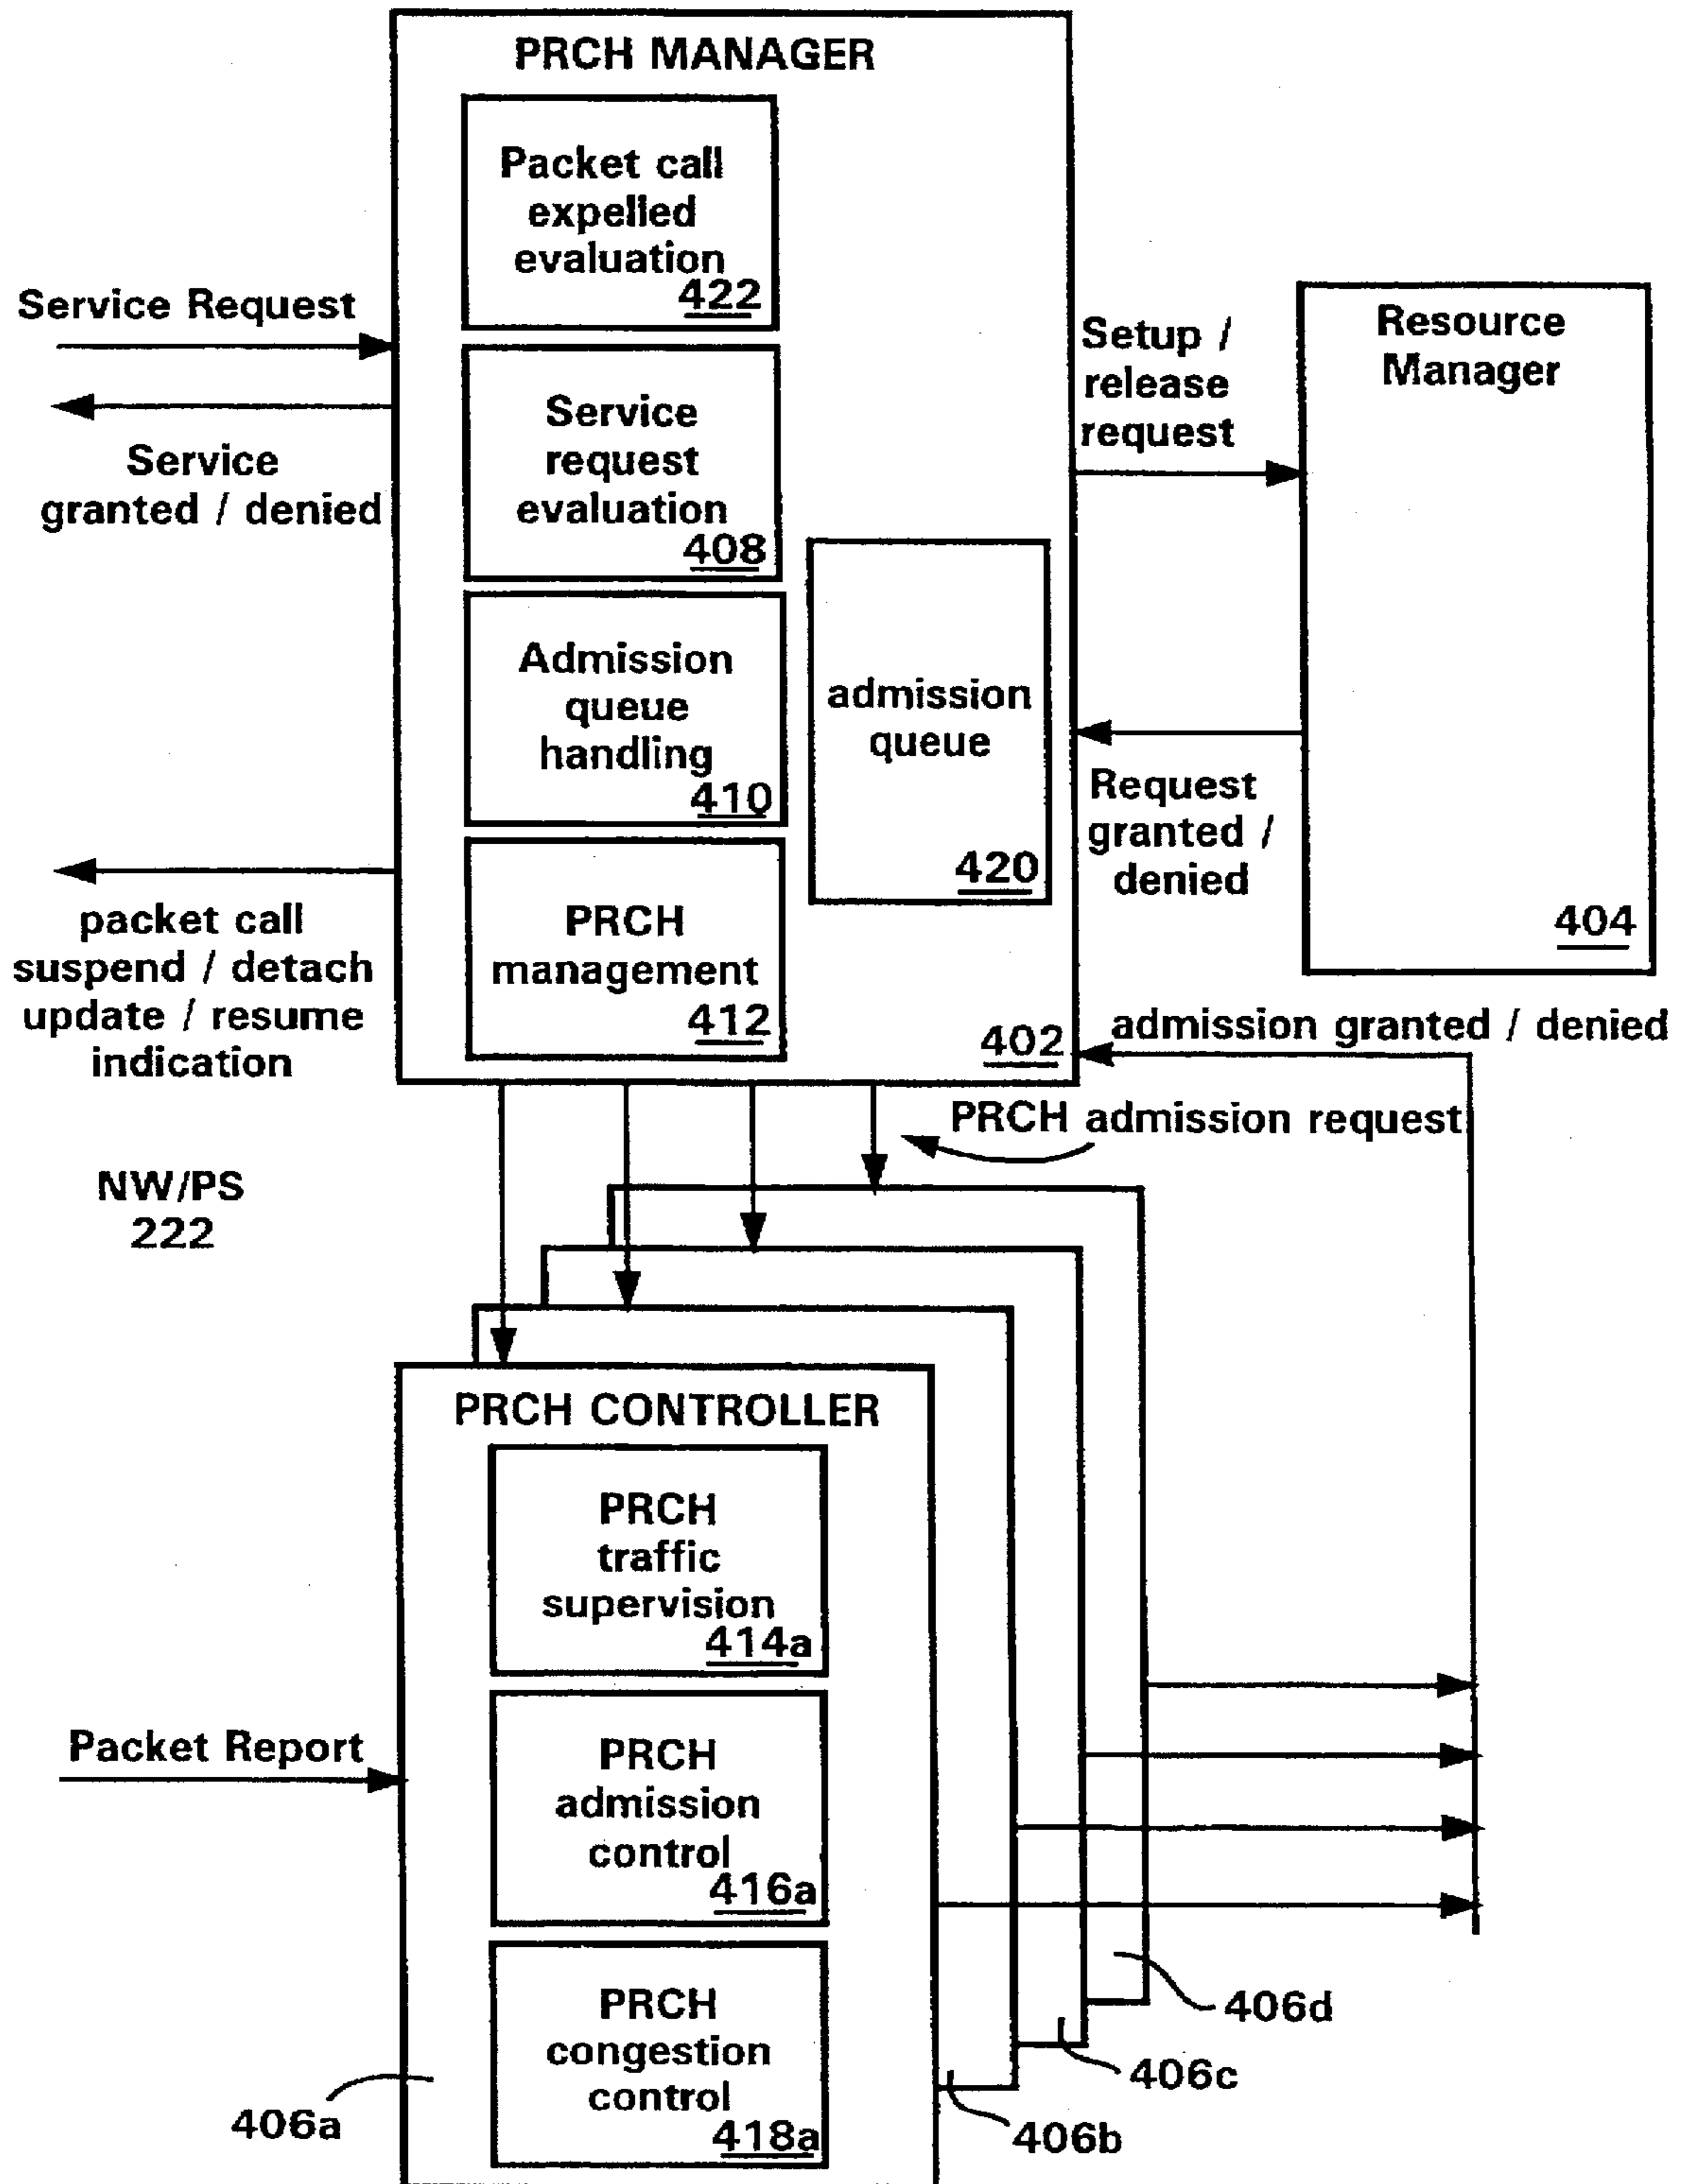 PRCH MANAGER
Packet call
expelled
evaluation
422
Service Request
Service
granted / denied
Service
request
evaluation
408
Setup /
release
request
Resource
Manager
404
Admission
queue
handling
410
admission
queue
420
Request
granted /
denied
packet call
suspend / detach
update / resume
indication
PRCH
management
412
402
admission granted / denied
PRCH admission request
NW/PS
222
PRCH CONTROLLER
PRCH
traffic
supervision
414a
Packet Report
PRCH
admission
control
416a
PRCH
congestion
control
418a
406a
406b
406c
406d